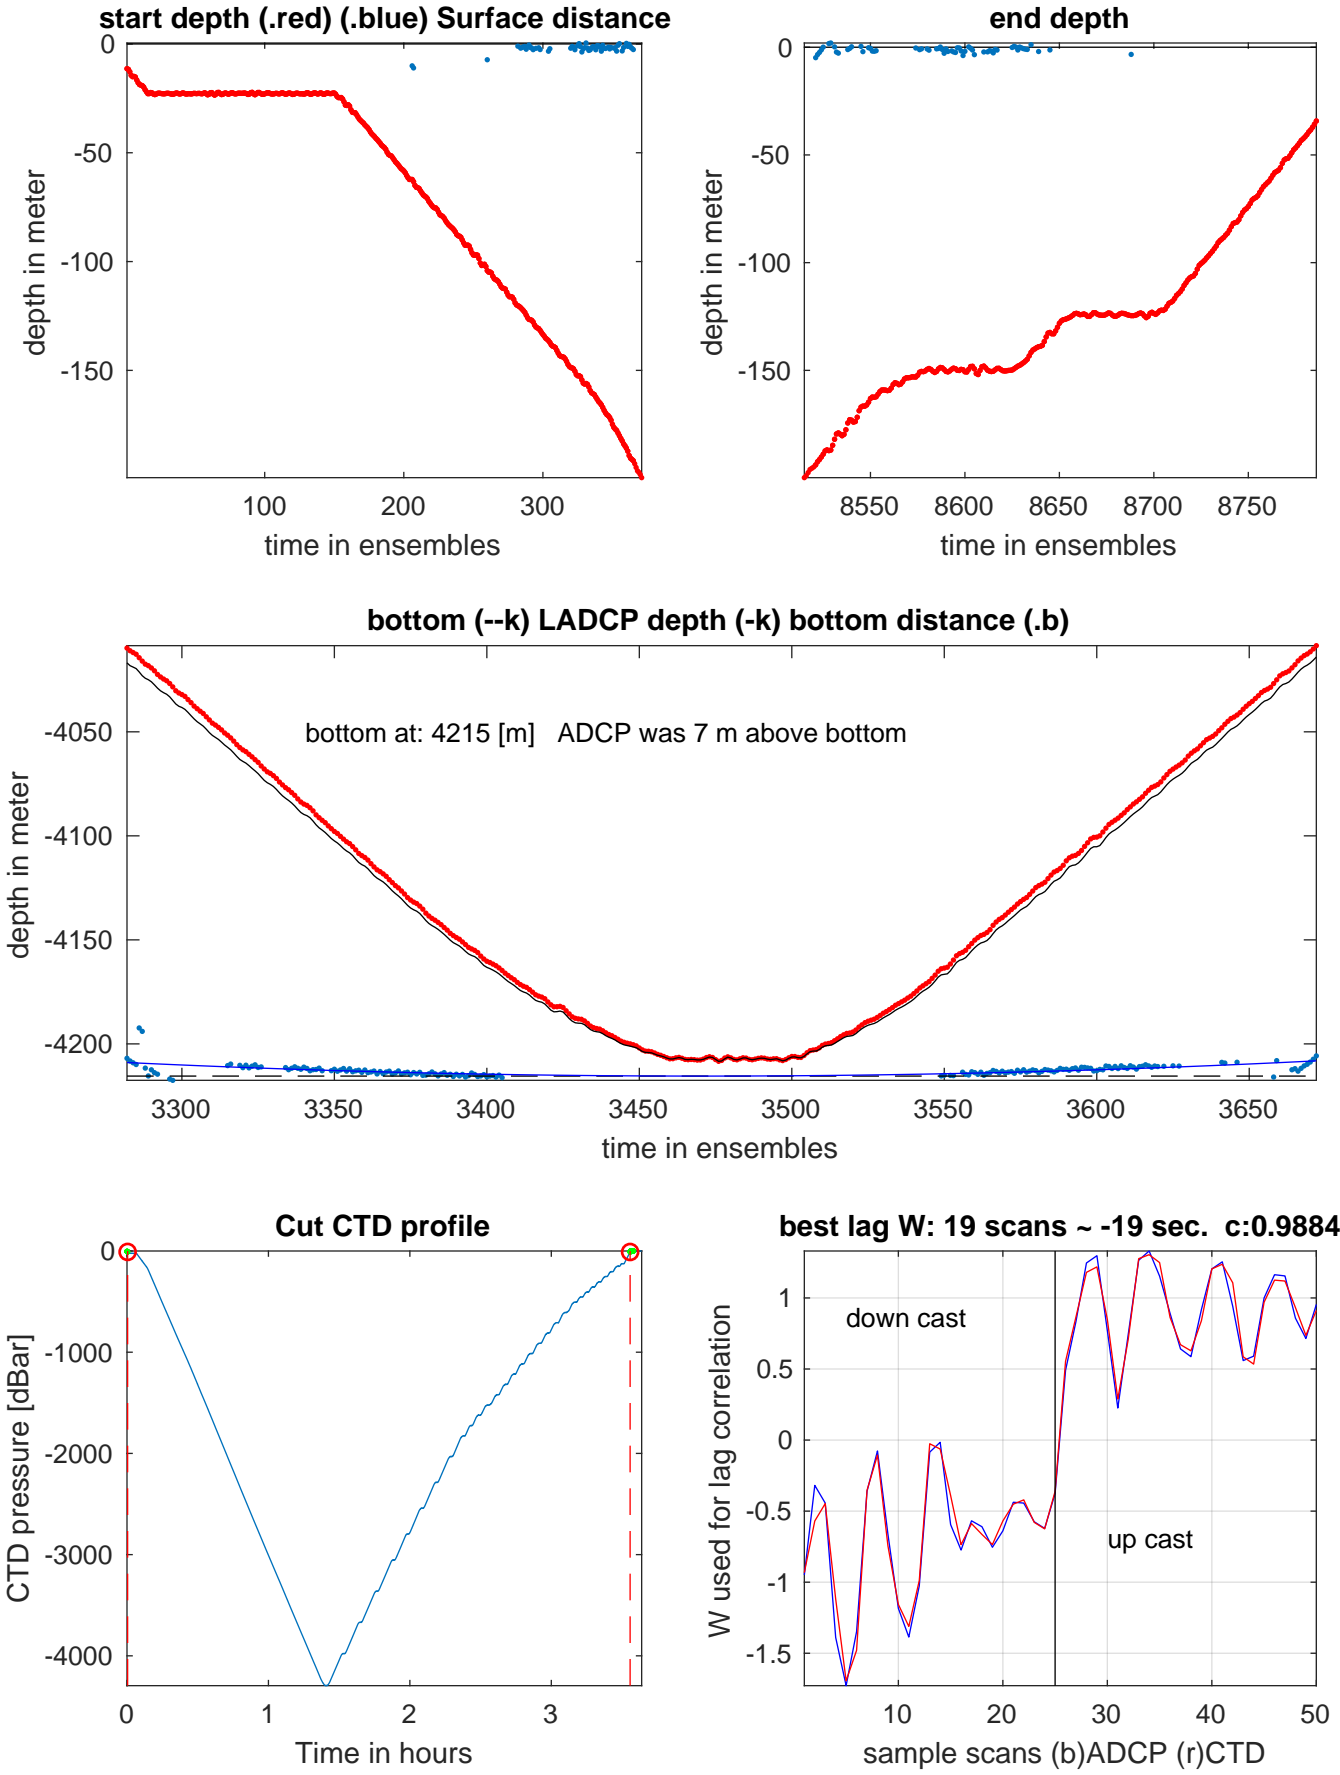 start depth (.red) (.blue) Surface distance
0
-50
-100
-150
depth in meter
100
200
300
time in ensembles
end depth
0
-50
-100
-150
depth in meter
8550
8600
8650
8700
8750
time in ensembles
bottom (--k) LADCP depth (-k) bottom distance (.b)
bottom at: 4215 [m] ADCP was 7 m above bottom
-4050
-4100
-4150
-4200
depth in meter
3300
3350
3400
3450
3500
3550
3600
3650
time in ensembles
Cut CTD profile
0
-1000
-2000
-3000
-4000
CTD pressure [dBar]
0
1
2
3
Time in hours
best lag W: 19 scans ~ -19 sec. c:0.9884
down cast
up cast
1
0.5
0
-0.5
-1
-1.5
W used for lag correlation
10
20
30
40
50
sample scans (b)ADCP (r)CTD